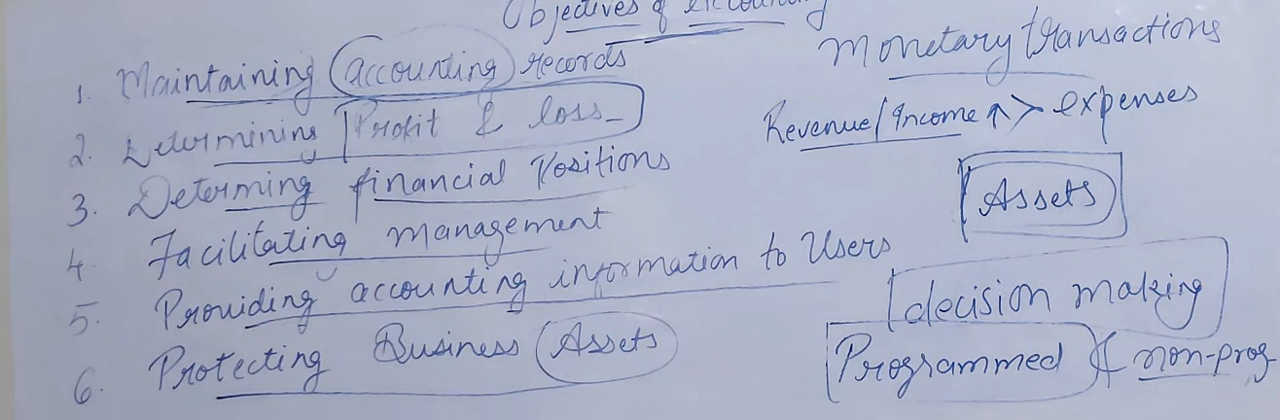 Objectives of Accounting
1. Maintaining accounting records
2. Determining Profit & loss
3. Determing financial Positions
4. Facilitating management
5. Providing accounting information to Users
6. Protecting Business Assets
Monetary transactions
Revenue/Income ↑ > expenses
Assets
decision making
Programmed & non-prog